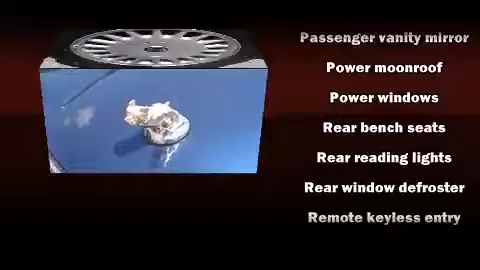 Passenger vanity mirror
Power moonroof
Power windows
Rear bench seats
Rear reading lights
Rear window defroster
Remote keyless entry